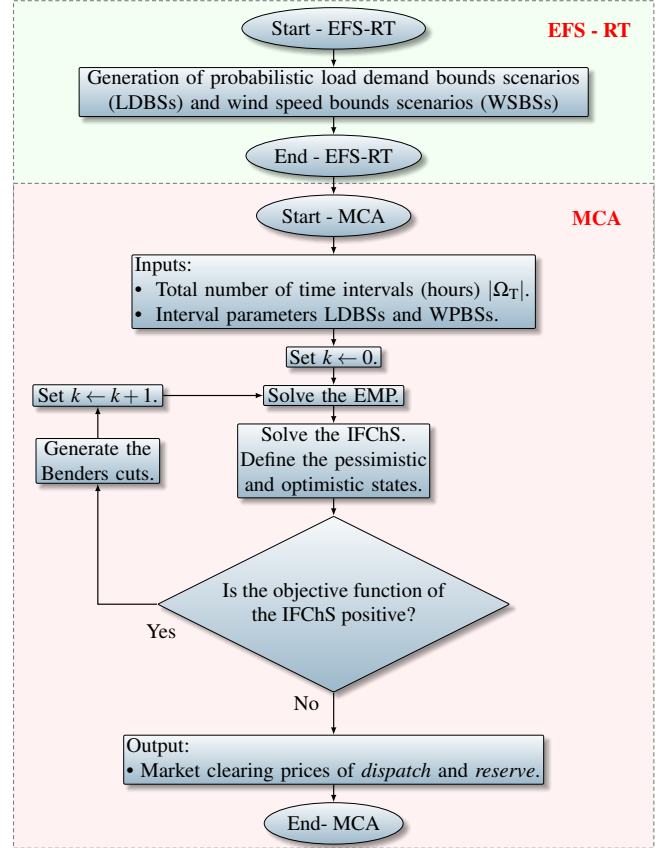 Start - EFS-RT
EFS - RT
Generation of probabilistic load demand bounds scenarios
(LDBSs) and wind speed bounds scenarios (WSBSs)
End - EFS-RT
Start - MCA
MCA
Inputs:
• Total number of time intervals (hours) |Ω_T|.
• Interval parameters LDBSs and WPBSs.
Set k ← 0.
Set k ← k + 1.
Solve the EMP.
Generate the
Benders cuts.
Solve the IFChS.
Define the pessimistic
and optimistic states.
Is the objective function of
the IFChS positive?
Yes
No
Output:
• Market clearing prices of dispatch and reserve.
End- MCA